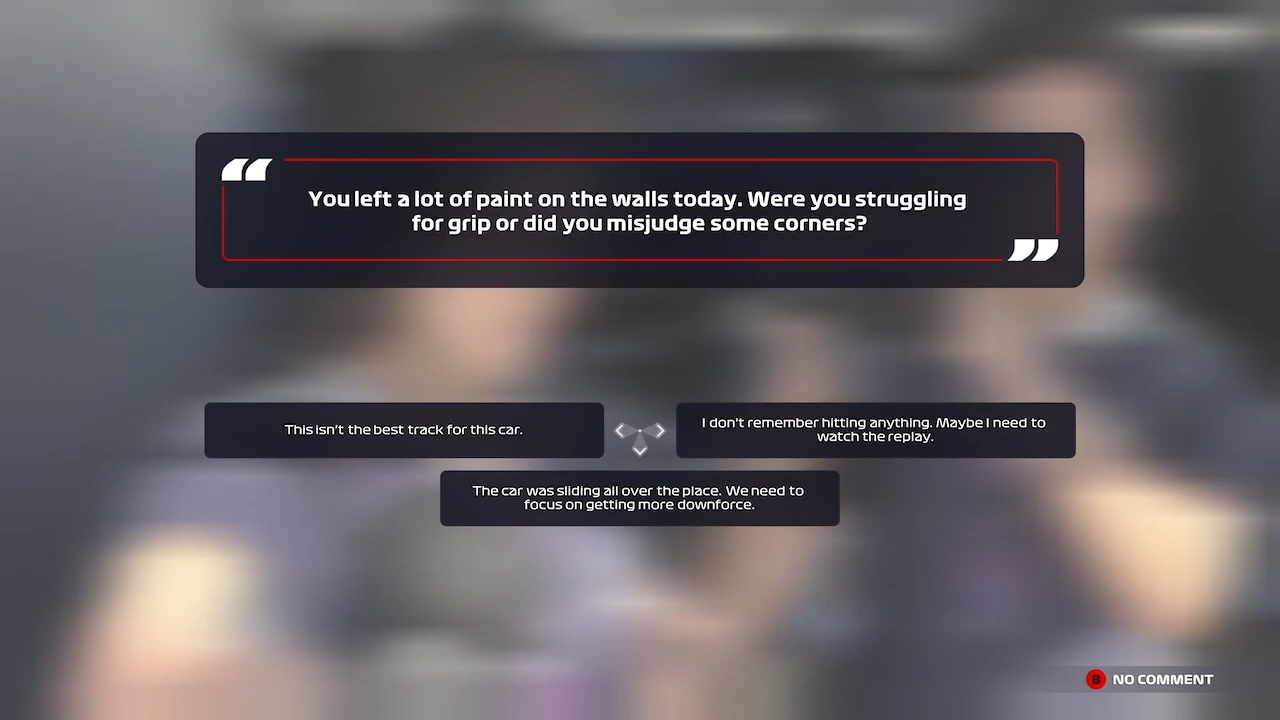 You left a lot of paint on the walls today. Were you struggling
for grip or did you misjudge some corners?
This isn't the best track for this car.
I don't remember hitting anything. Maybe I need to
watch the replay.
The car was sliding all over the place. We need to
focus on getting more downforce.
B NO COMMENT